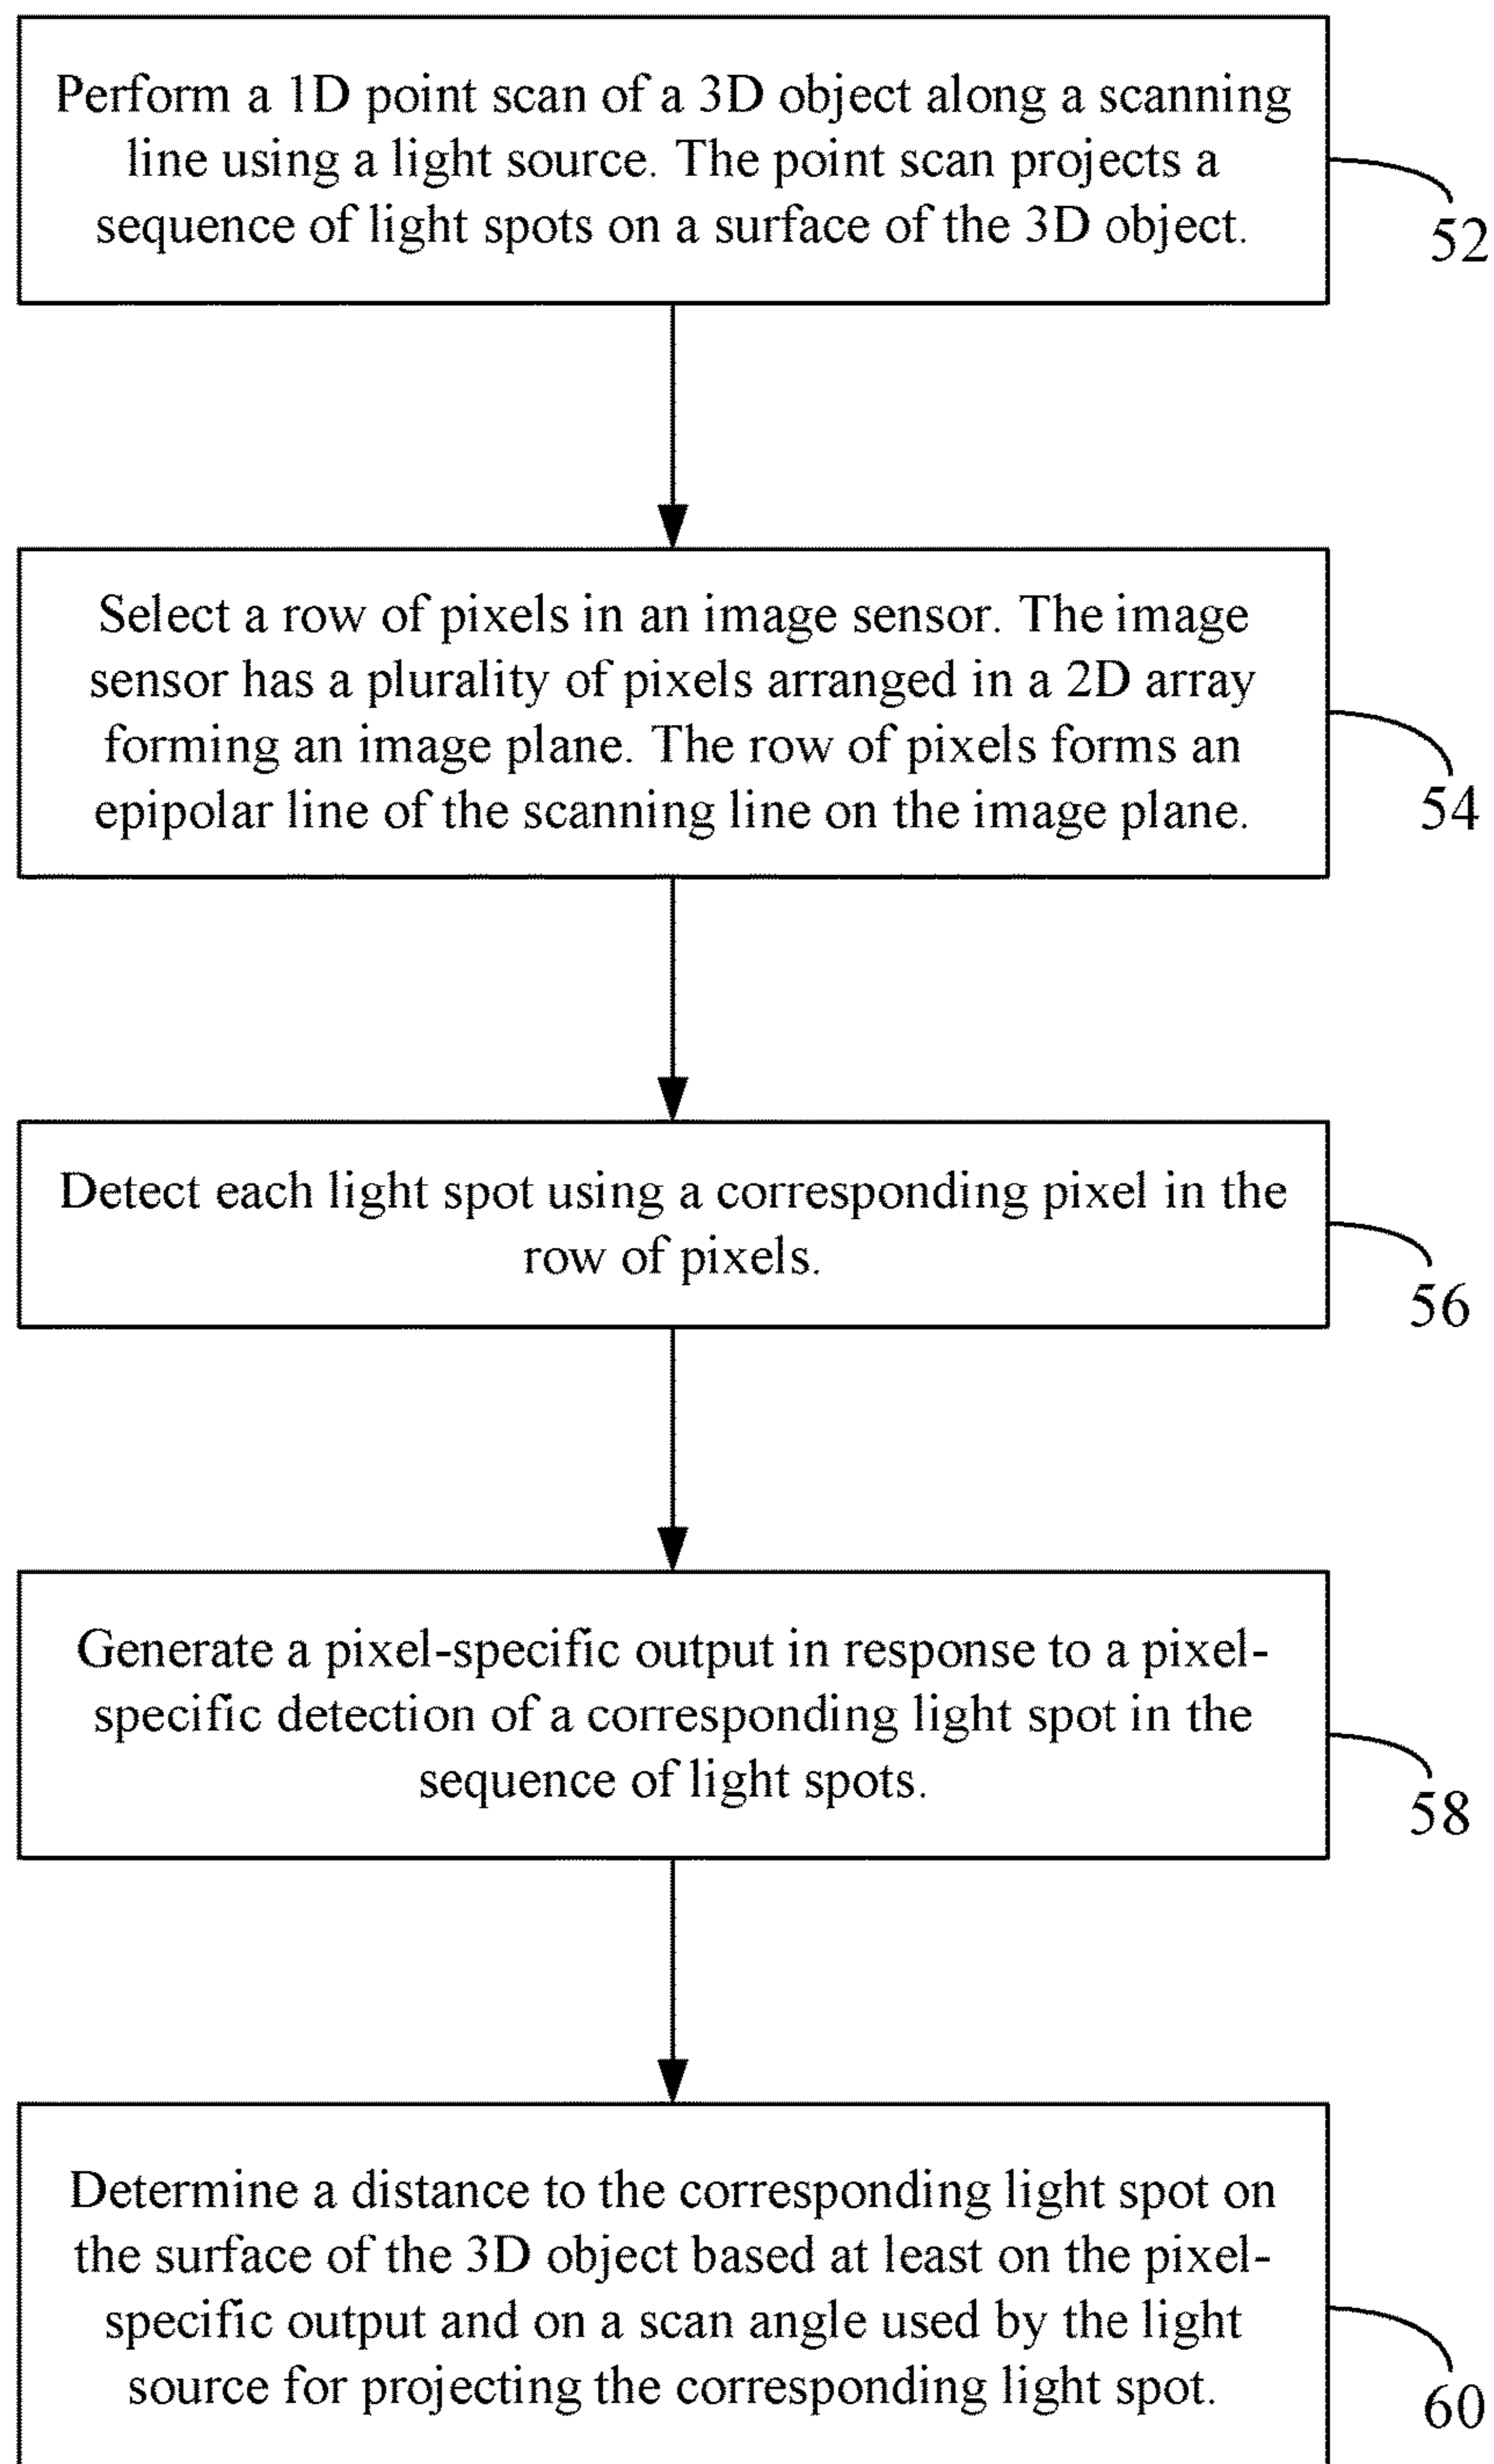 Perform a 1D point scan of a 3D object along a scanning
line using a light source. The point scan projects a
sequence of light spots on a surface of the 3D object.
52
Select a row of pixels in an image sensor. The image
sensor has a plurality of pixels arranged in a 2D array
forming an image plane. The row of pixels forms an
epipolar line of the scanning line on the image plane.
54
Detect each light spot using a corresponding pixel in the
row of pixels.
56
Generate a pixel-specific output in response to a pixel-
specific detection of a corresponding light spot in the
sequence of light spots.
58
Determine a distance to the corresponding light spot on
the surface of the 3D object based at least on the pixel-
specific output and on a scan angle used by the light
source for projecting the corresponding light spot.
60